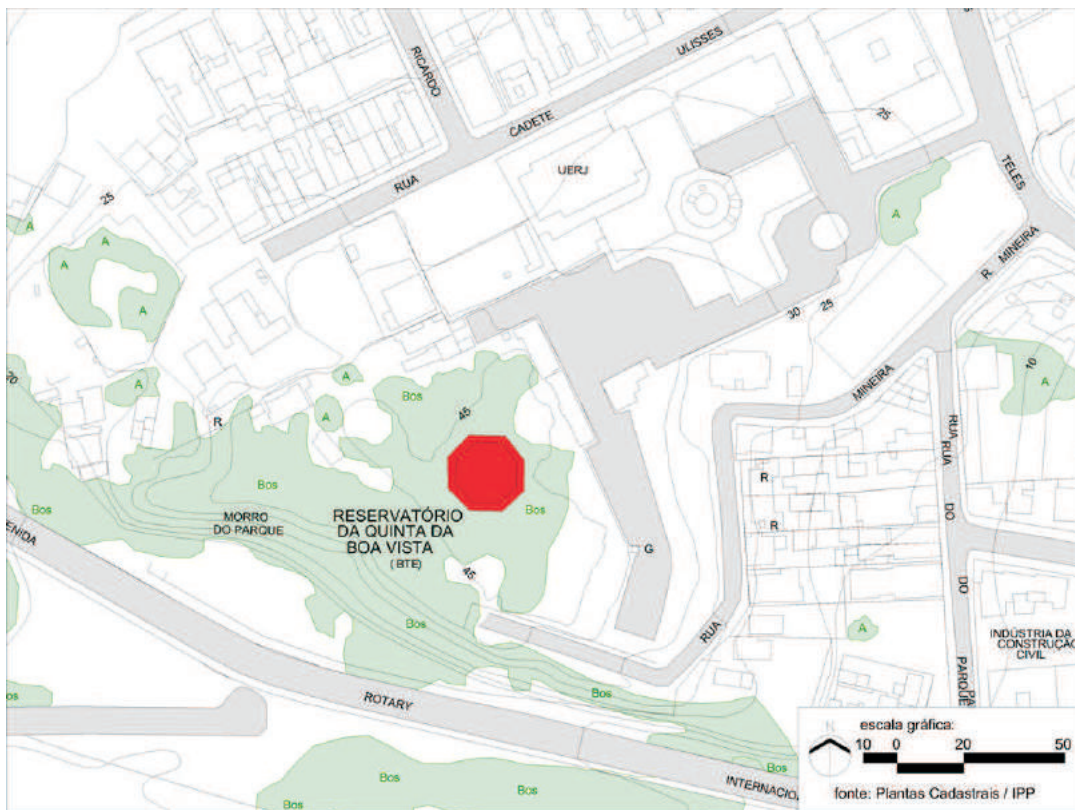 RICARDO
RUA CADETE ULISSES
25
UERJ
TELES
25
A
A
A
A
A
R. MINEIRA
30
25
20
A
A
A
Bos
45
10
A
MINEIRA
R
RUA
RUA
Bos
Bos
Bos
R
R
DO
DO
MORRO
DO PARQUE
RESERVATÓRIO
DA QUINTA DA
BOA VISTA
(BTE)
45
G
ENIDA
Bos
RUA
A
DO
PARQUE
INDÚSTRIA DA
CONSTRUÇÃO
CIVIL
os
ROTARY
Bos
Bos
Bos
Bos
INTERNACIO
N
escala gráfica:
10 0 20 50
fonte: Plantas Cadastrais / IPP